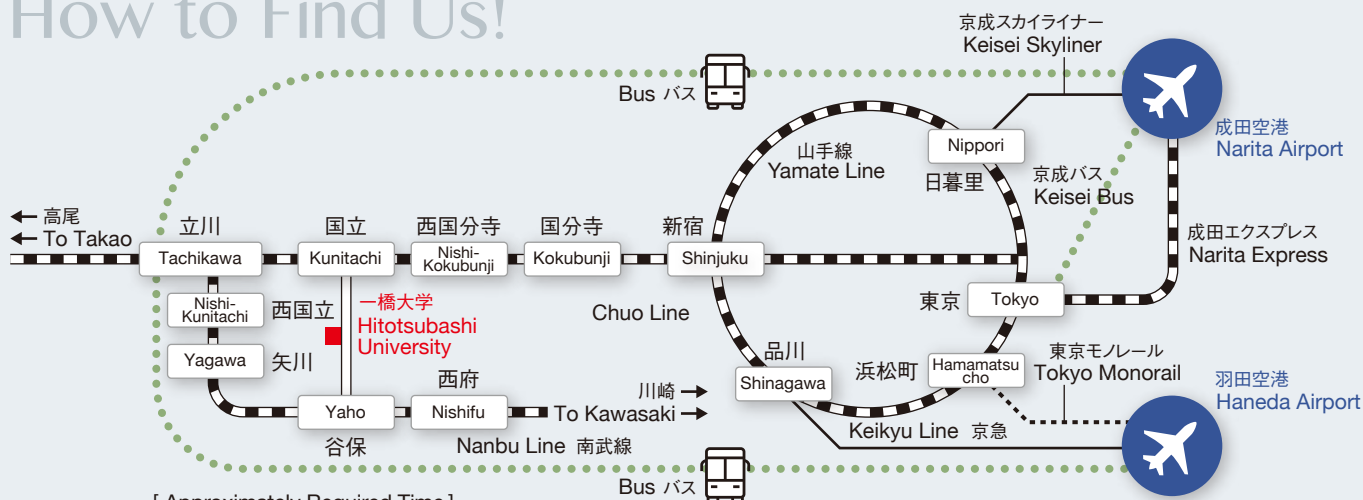 How to Find Us!
京成スカイライナー
Keisei Skyliner
Bus バス
成田空港
Narita Airport
山手線
Yamate Line
Nippori
日暮里
京成バス
Keisei Bus
← 高尾
← To Takao
立川
国立
西国分寺
国分寺
新宿
成田エクスプレス
Narita Express
Tachikawa
Kunitachi
Nishi-
Kokubunji
Kokubunji
Shinjuku
Nishi-
Kunitachi
西国立
一橋大学
Hitotsubashi
University
Chuo Line
東京
Tokyo
Yagawa
矢川
品川
Shinagawa
浜松町
Hamamatsu
cho
東京モノレール
Tokyo Monorail
羽田空港
Haneda Airport
西府
川崎 →
Yaho
Nishifu
To Kawasaki →
谷保
Nanbu Line 南武線
Keikyu Line 京急
Bus バス
[ Approximately Required Time ]